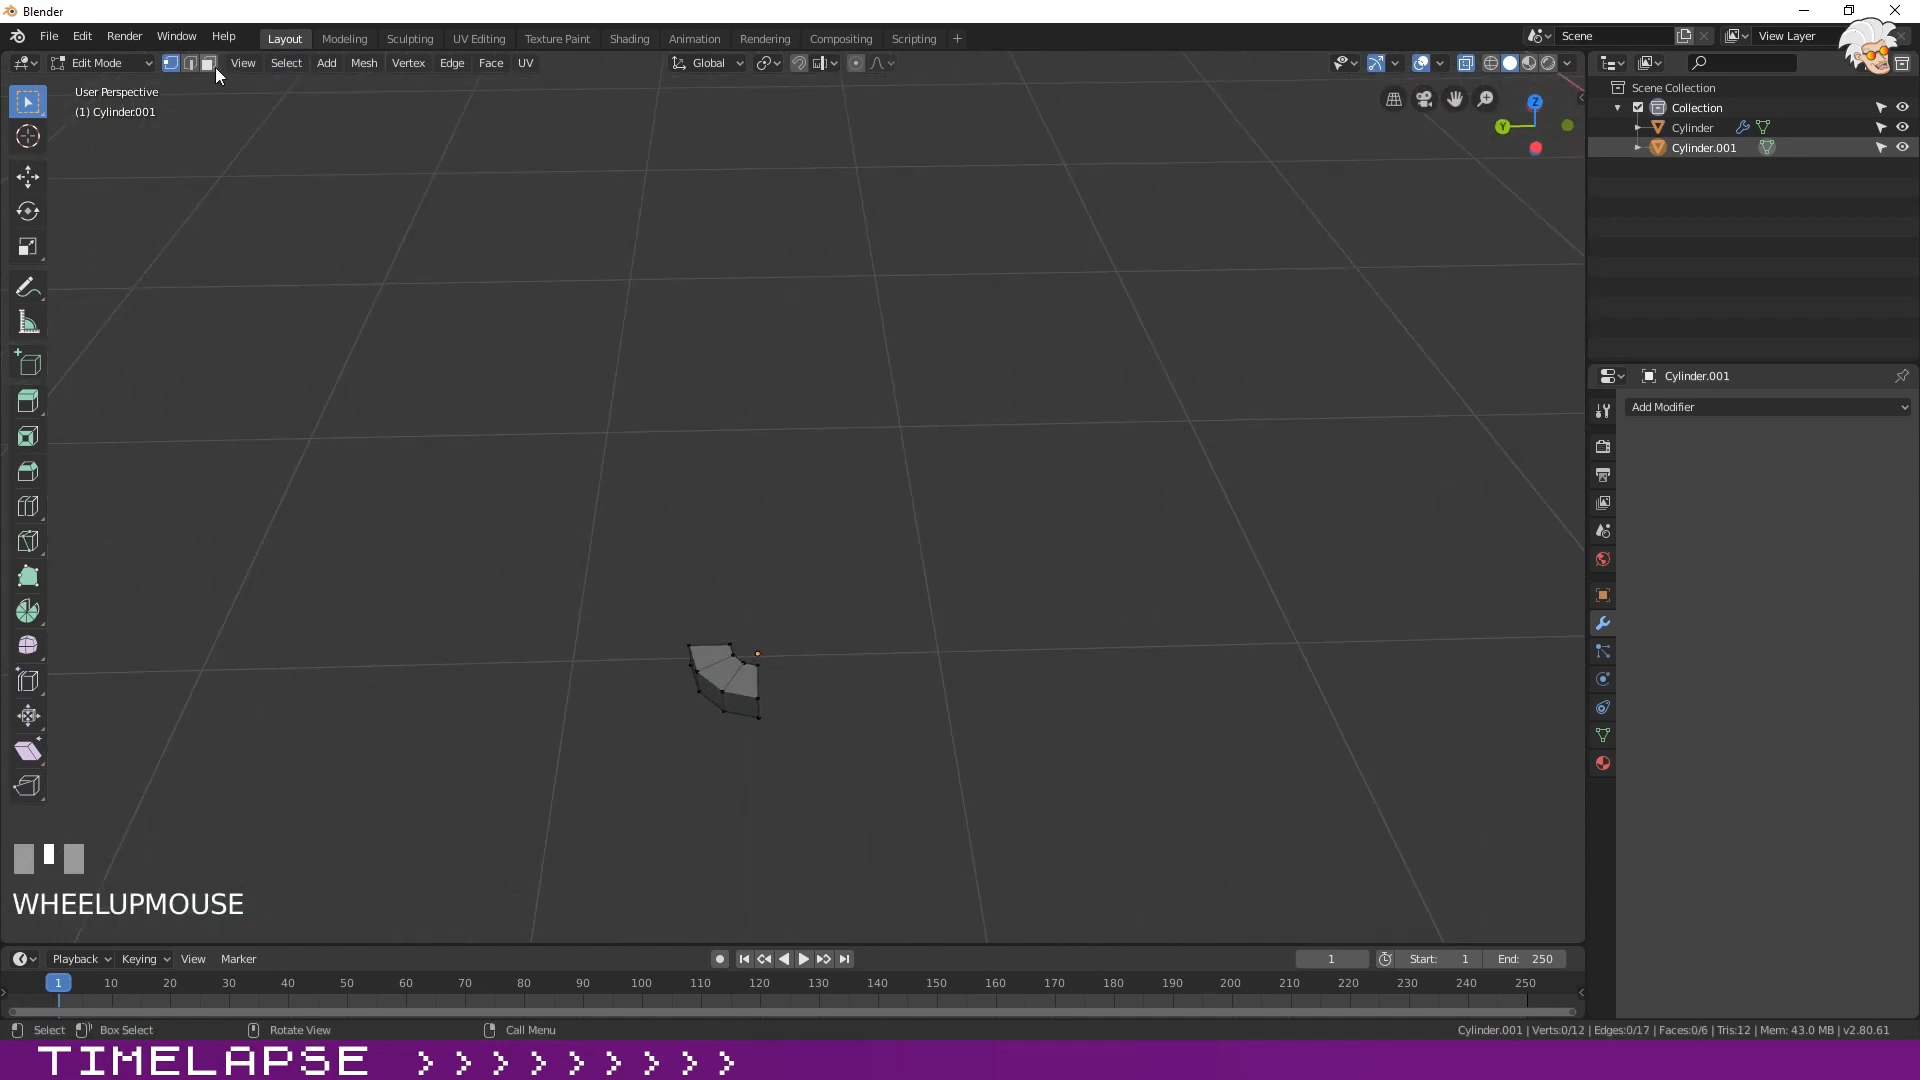 Blender
File Edit Render Window Help
Layout Modeling Sculpting UV Editing Texture Paint Shading Animation Rendering Compositing Scripting +
Scene
View Layer
Edit Mode View Select Add Mesh Vertex Edge Face UV
Global
User Perspective
(1) Cylinder.001
Z
Y
Scene Collection
Collection
Cylinder
Cylinder.001
Cylinder.001
Add Modifier
WHEELUPMOUSE
Playback Keying View Marker
1
Start: 1
End: 250
1 10 20 30 40 50 60 70 80 90 100 110 120 130 140 150 160 170 180 190 200 210 220 230 240 250
Select Box Select Rotate View Call Menu
Cylinder.001 | Verts:0/12 | Edges:0/17 | Faces:0/6 | Tris:12 | Mem: 43.0 MB | v2.80.61
TIMELAPSE > > > > > > > > >